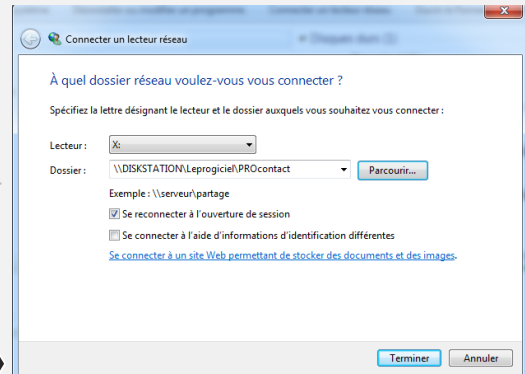 Connecter un lecteur réseau
À quel dossier réseau voulez-vous vous connecter ?
Spécifiez la lettre désignant le lecteur et le dossier auxquels vous souhaitez vous connecter :
Lecteur : X:
Dossier : \\DISKSTATION\Leprogiciel\PROcontact Parcourir...
Exemple : \\serveur\partage
Se reconnecter à l'ouverture de session
Se connecter à l'aide d'informations d'identification différentes
Se connecter à un site Web permettant de stocker des documents et des images.
Terminer Annuler